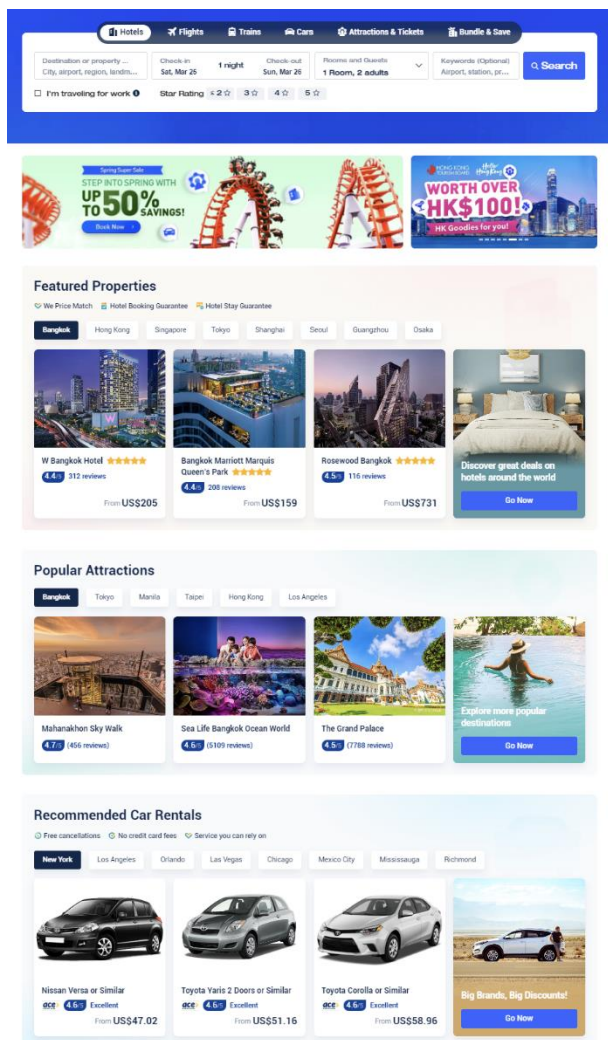 Hotels
Flights
Trains
Cars
Attractions & Tickets
Bundle & Save
Destination or property ...
City, airport, region, landm...
Check-in
Sat, Mar 26
1 night
Check-out
Sun, Mar 26
Rooms and Guests
1 Room, 2 adults
Keywords (Optional)
Airport, station, pr...
Search
I'm traveling for work
Star Rating
≤ 2
3
4
5
Spring Super Sale
STEP INTO SPRING WITH
UP TO 50% SAVINGS!
Book Now
HONG KONG
TOURISM BOARD
Hello
Hong Kong
WORTH OVER
HK$100!
HK Goodies for you!
Featured Properties
We Price Match
Hotel Booking Guarantee
Hotel Stay Guarantee
Bangkok
Hong Kong
Singapore
Tokyo
Shanghai
Seoul
Guangzhou
Osaka
W Bangkok Hotel
4.4/5 312 reviews
From US$205
Bangkok Marriott Marquis
Queen's Park
4.4/5 208 reviews
From US$159
Rosewood Bangkok
4.5/5 116 reviews
From US$731
Discover great deals on
hotels around the world
Go Now
Popular Attractions
Bangkok
Tokyo
Manila
Taipei
Hong Kong
Los Angeles
Mahanakhon Sky Walk
4.7/5 (456 reviews)
Sea Life Bangkok Ocean World
4.6/5 (5109 reviews)
The Grand Palace
4.5/5 (7788 reviews)
Explore more popular
destinations
Go Now
Recommended Car Rentals
Free cancellations
No credit card fees
Service you can rely on
New York
Los Angeles
Orlando
Las Vegas
Chicago
Mexico City
Mississauga
Richmond
Nissan Versa or Similar
ace 4.6/5 Excellent
From US$47.02
Toyota Yaris 2 Doors or Similar
ace 4.6/5 Excellent
From US$51.16
Toyota Corolla or Similar
ace 4.6/5 Excellent
From US$58.96
Big Brands, Big Discounts!
Go Now